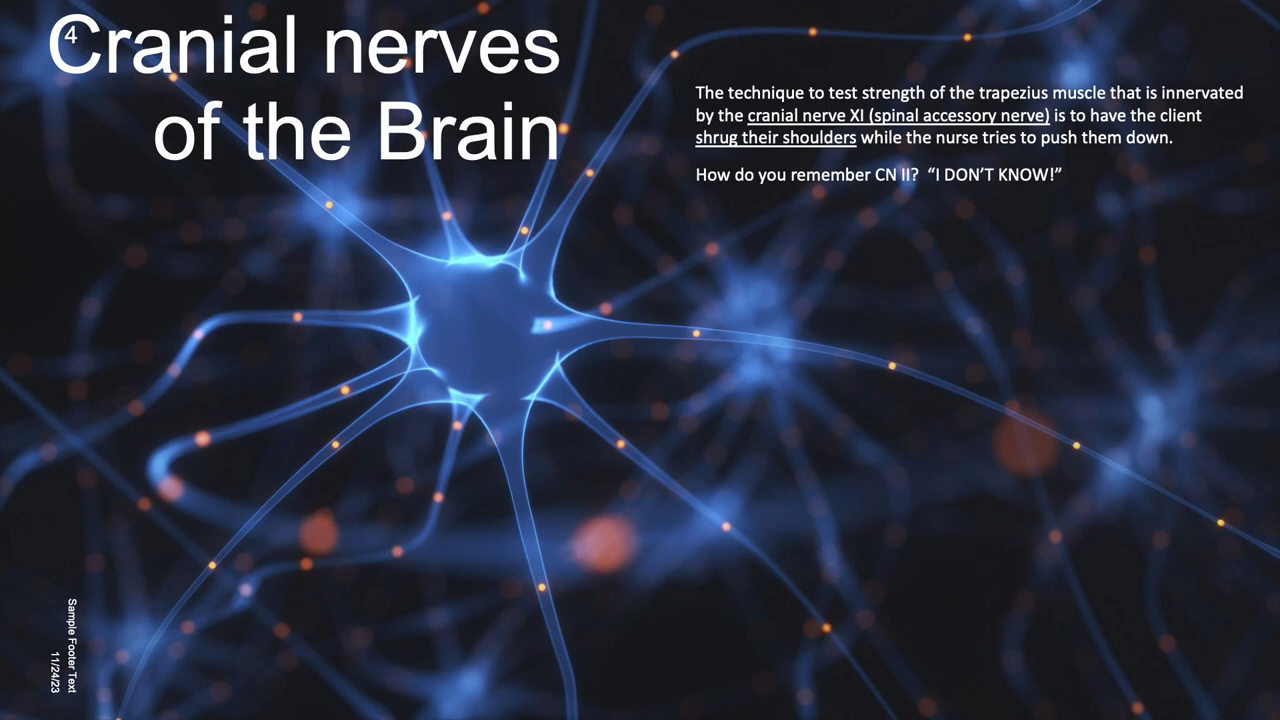 4
Cranial nerves
of the Brain
The technique to test strength of the trapezius muscle that is innervated
by the cranial nerve XI (spinal accessory nerve) is to have the client
shrug their shoulders while the nurse tries to push them down.
How do you remember CN II?  “I DON’T KNOW!”
Sample Footer Text
11/24/23